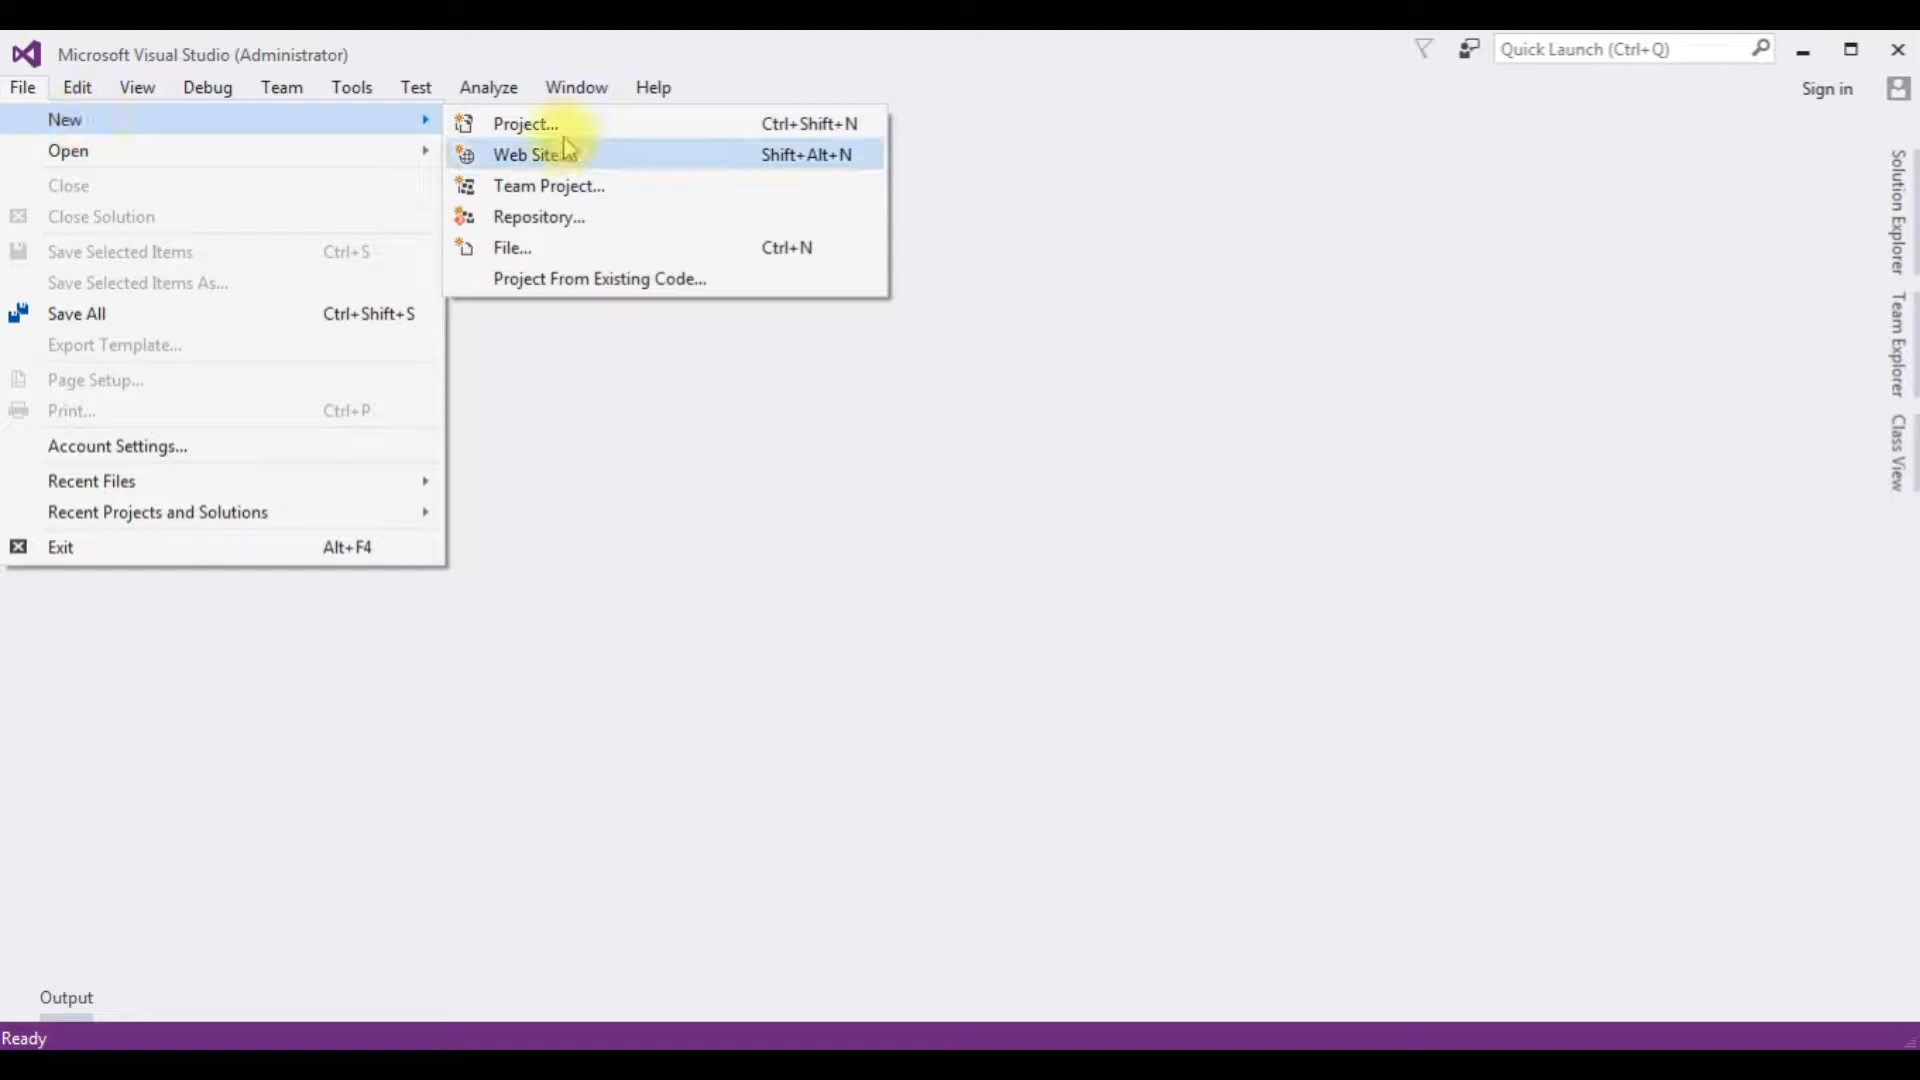 Microsoft Visual Studio (Administrator)
Quick Launch (Ctrl+Q)
File Edit View Debug Team Tools Test Analyze Window Help
Sign in
New
Open
Close
Close Solution
Save Selected Items Ctrl+S
Save Selected Items As...
Save All Ctrl+Shift+S
Export Template...
Page Setup...
Print... Ctrl+P
Account Settings...
Recent Files
Recent Projects and Solutions
Exit Alt+F4
Project... Ctrl+Shift+N
Web Site... Shift+Alt+N
Team Project...
Repository...
File... Ctrl+N
Project From Existing Code...
Solution Explorer
Team Explorer
Class View
Output
Ready